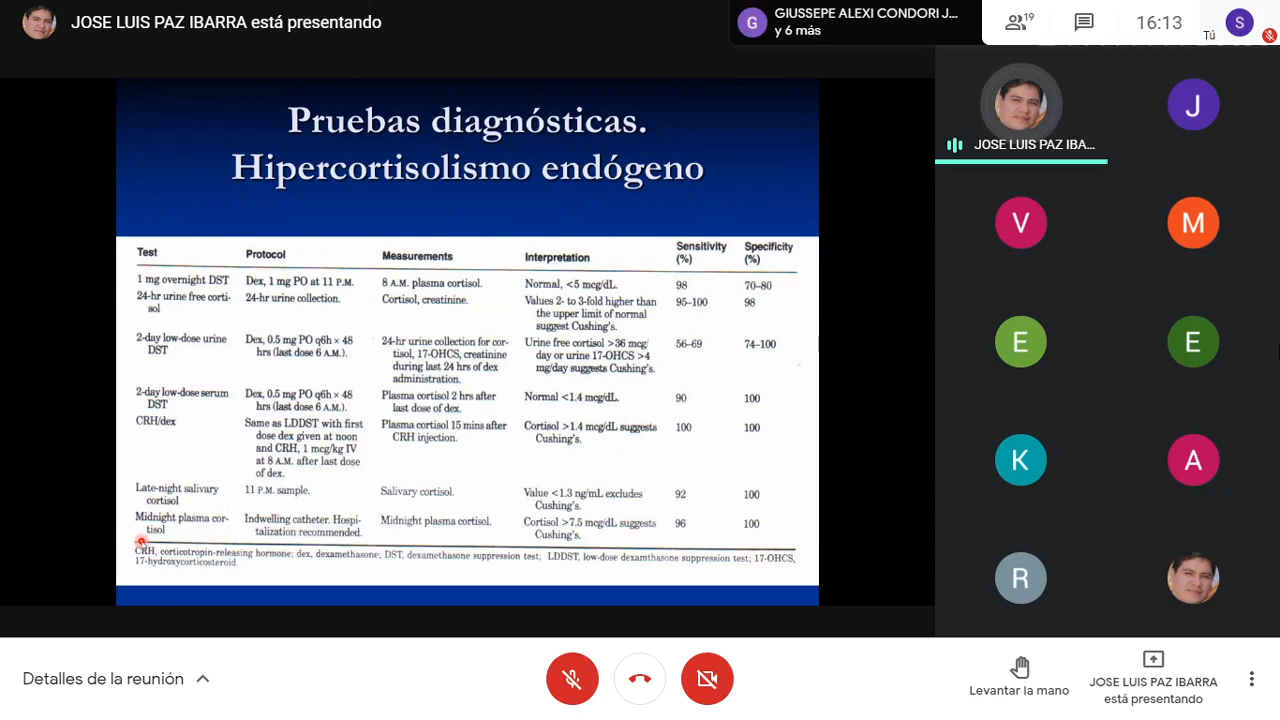 JOSE LUIS PAZ IBARRA está presentando
G
GIUSSEPE ALEXI CONDORI J...
y 6 más
19
16:13
Tú
S
Pruebas diagnósticas.
Hipercortisolismo endógeno
Test Protocol Measurements Interpretation Sensitivity (%) Specificity (%)
1 mg overnight DST Dex, 1 mg PO at 11 P.M. 8 A.M. plasma cortisol. Normal, <5 mcg/dL. 98 70–80
24-hr urine free corti- 24-hr urine collection. Cortisol, creatinine. Values 2- to 3-fold higher than 95–100 98
sol the upper limit of normal
suggest Cushing's.
2-day low-dose urine Dex, 0.5 mg PO q6h × 48 24-hr urine collection for cor- Urine free cortisol >36 mcg/ 56–69 74–100
DST hrs (last dose 6 A.M.). tisol, 17-OHCS, creatinine day or urine 17-OHCS >4
during last 24 hrs of dex mg/day suggests Cushing's.
administration.
2-day low-dose serum Dex, 0.5 mg PO q6h × 48 Plasma cortisol 2 hrs after Normal <1.4 mcg/dL. 90 100
DST hrs (last dose 6 A.M.). last dose of dex.
CRH/dex Same as LDDST with first Plasma cortisol 15 mins after Cortisol >1.4 mcg/dL suggests 100 100
dose dex given at noon CRH injection. Cushing's.
and CRH, 1 mcg/kg IV
at 8 A.M. after last dose
of dex.
Late-night salivary 11 P.M. sample. Salivary cortisol. Value <1.3 ng/mL excludes 92 100
cortisol Cushing's.
Midnight plasma cor- Indwelling catheter. Hospi- Midnight plasma cortisol. Cortisol >7.5 mcg/dL suggests 96 100
tisol talization recommended. Cushing's.
CRH, corticotropin-releasing hormone; dex, dexamethasone; DST, dexamethasone suppression test; LDDST, low-dose dexamthasone suppression test; 17-OHCS,
17-hydroxycorticosteroid.
JOSE LUIS PAZ IBA...
J
V
M
E
E
K
A
R
Detalles de la reunión
Levantar la mano
JOSE LUIS PAZ IBARRA
está presentando